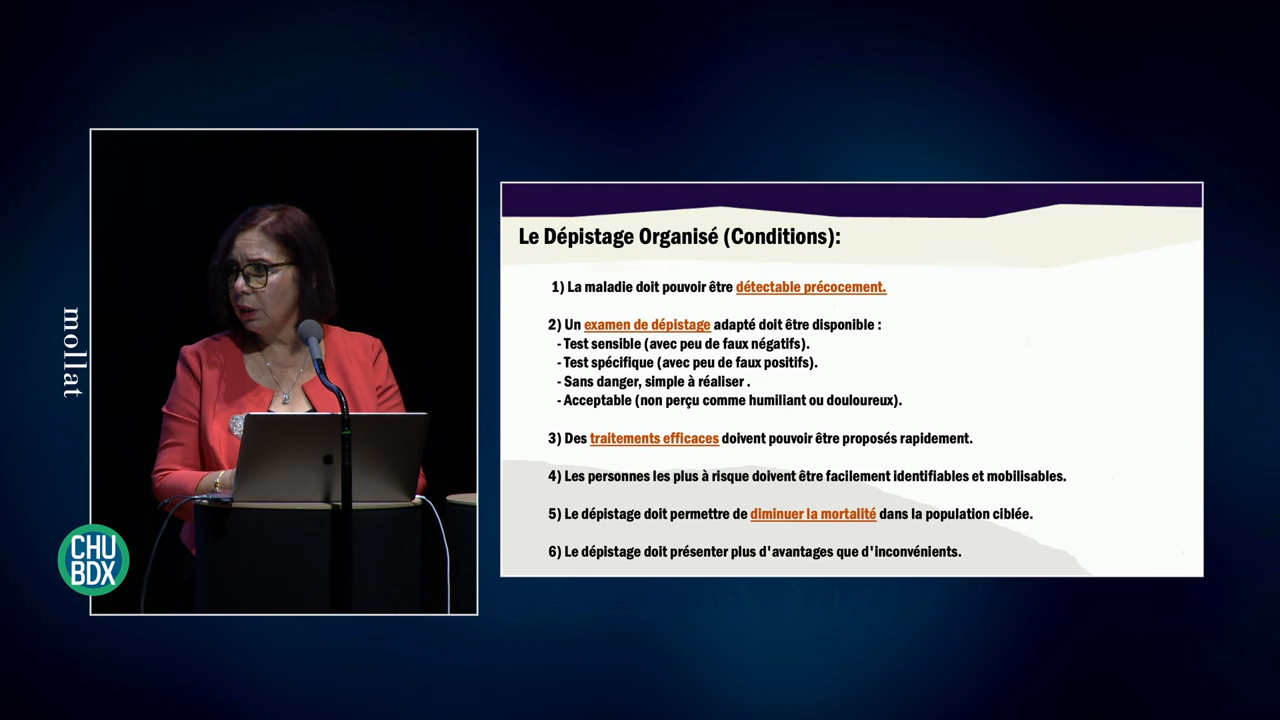 mollat
CHU
BDX
Le Dépistage Organisé (Conditions):
1) La maladie doit pouvoir être détectable précocement.
2) Un examen de dépistage adapté doit être disponible :
- Test sensible (avec peu de faux négatifs).
- Test spécifique (avec peu de faux positifs).
- Sans danger, simple à réaliser .
- Acceptable (non perçu comme humiliant ou douloureux).
3) Des traitements efficaces doivent pouvoir être proposés rapidement.
4) Les personnes les plus à risque doivent être facilement identifiables et mobilisables.
5) Le dépistage doit permettre de diminuer la mortalité dans la population ciblée.
6) Le dépistage doit présenter plus d'avantages que d'inconvénients.